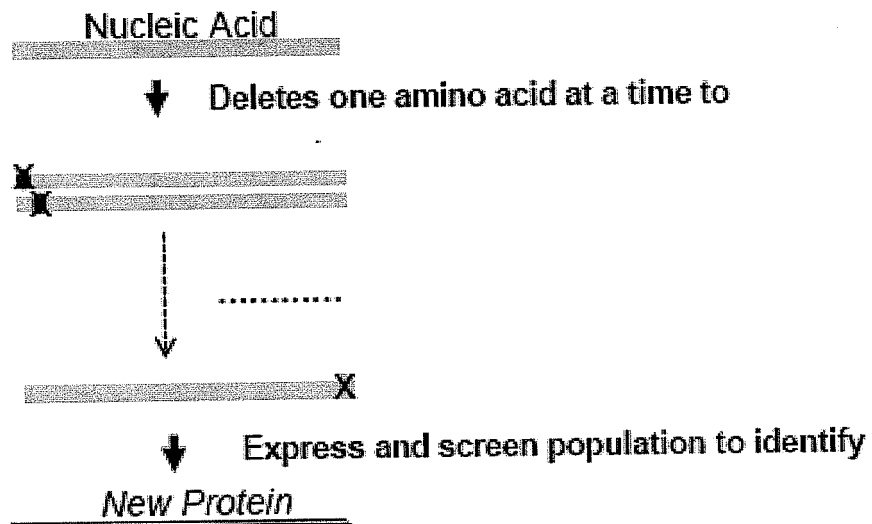 Nucleic Acid
Deletes one amino acid at a time to
X
X
............
X
Express and screen population to identify
New Protein